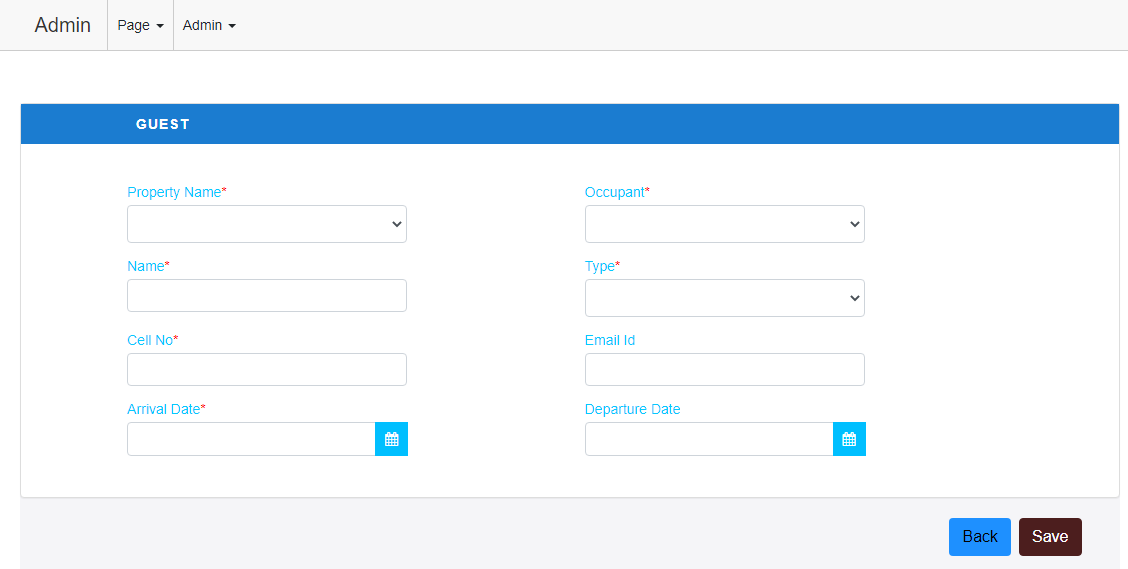 Admin Page Admin
GUEST
Property Name* Occupant*
Name* Type*
Cell No* Email Id
Arrival Date* Departure Date
Back Save